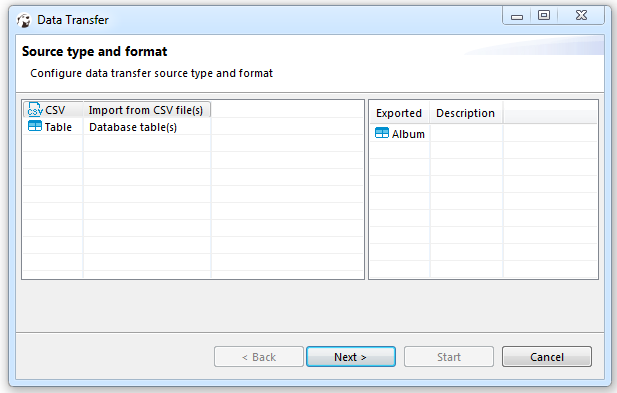 Data Transfer
Source type and format
Configure data transfer source type and format
CSV CSV Import from CSV file(s)
Table Database table(s)
Exported Description
Album
< Back Next > Start Cancel